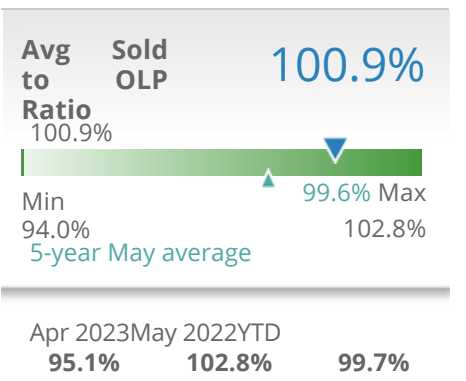 Avg Sold
to OLP
Ratio
100.9%
100.9%
99.6% Max
Min
94.0%
102.8%
5-year May average
Apr 2023May 2022YTD
95.1% 102.8% 99.7%